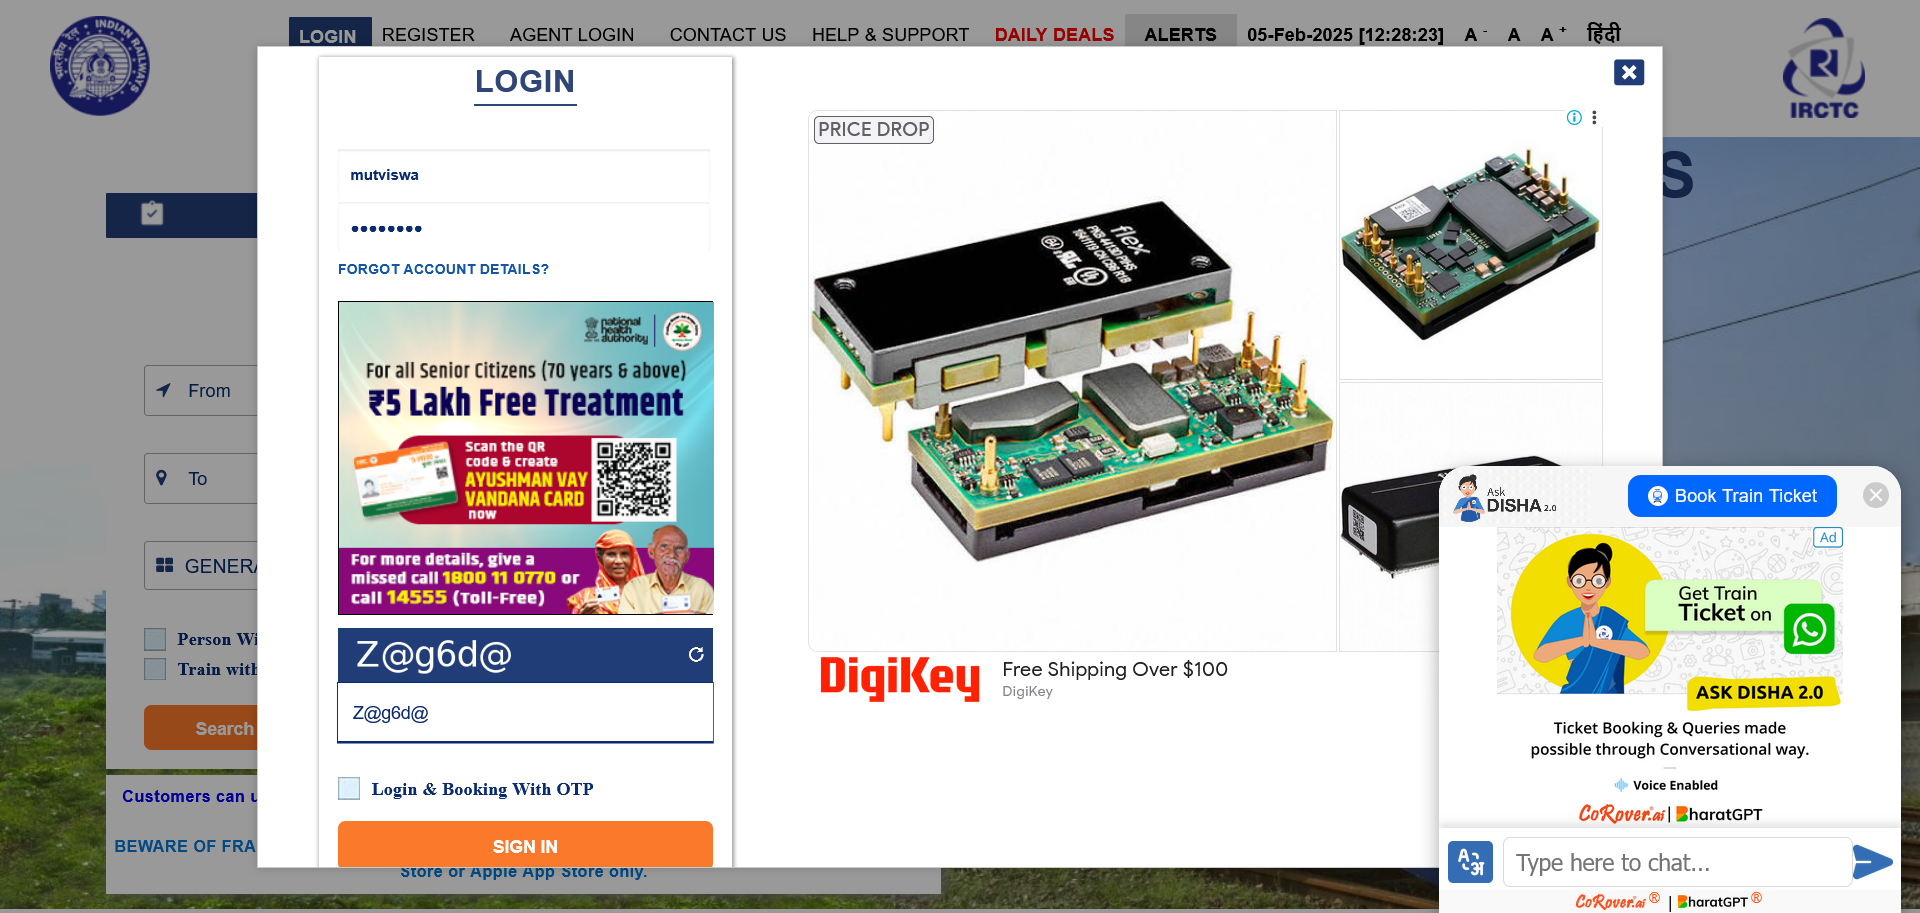 LOGIN
REGISTER
AGENT LOGIN
CONTACT US
HELP & SUPPORT
DAILY DEALS
ALERTS
05-Feb-2025 [12:28:23]
A -
A
A +
हिंदी
INDIAN RAILWAYS
भारतीय रेल
IRCTC
LOGIN
mutviswa
••••••••
FORGOT ACCOUNT DETAILS?
national
health
authority
For all Senior Citizens (70 years & above)
₹5 Lakh Free Treatment
Scan the QR
code & create
AYUSHMAN VAY
VANDANA CARD
now
For more details, give a
missed call 1800 11 0770 or
call 14555 (Toll-Free)
Z@g6d@
Z@g6d@
Login & Booking With OTP
SIGN IN
PRICE DROP
flex
DigiKey
Free Shipping Over $100
DigiKey
S
From
To
GENERA
Person Wi
Train with
Search
Customers can u
BEWARE OF FRA
Store or Apple App Store only.
Ask
DISHA 2.0
Book Train Ticket
Ad
Get Train
Ticket on
ASK DISHA 2.0
Ticket Booking & Queries made
possible through Conversational way.
Voice Enabled
CoRover.ai | BharatGPT
A अ
Type here to chat...
CoRover.ai ® | BharatGPT ®